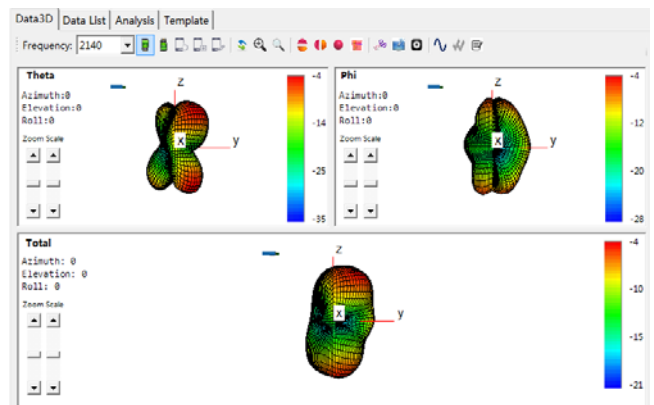 Data3D Data List Analysis Template
Frequency: 2140
Theta
Azimuth:0
Elevation:0
Roll:0
Zoom Scale
z
x
y
-4
-14
-25
-35
Phi
Azimuth:0
Elevation:0
Roll:0
Zoom Scale
z
x
y
-4
-12
-20
-28
Total
Azimuth: 0
Elevation: 0
Roll: 0
Zoom Scale
z
x
y
-4
-10
-15
-21